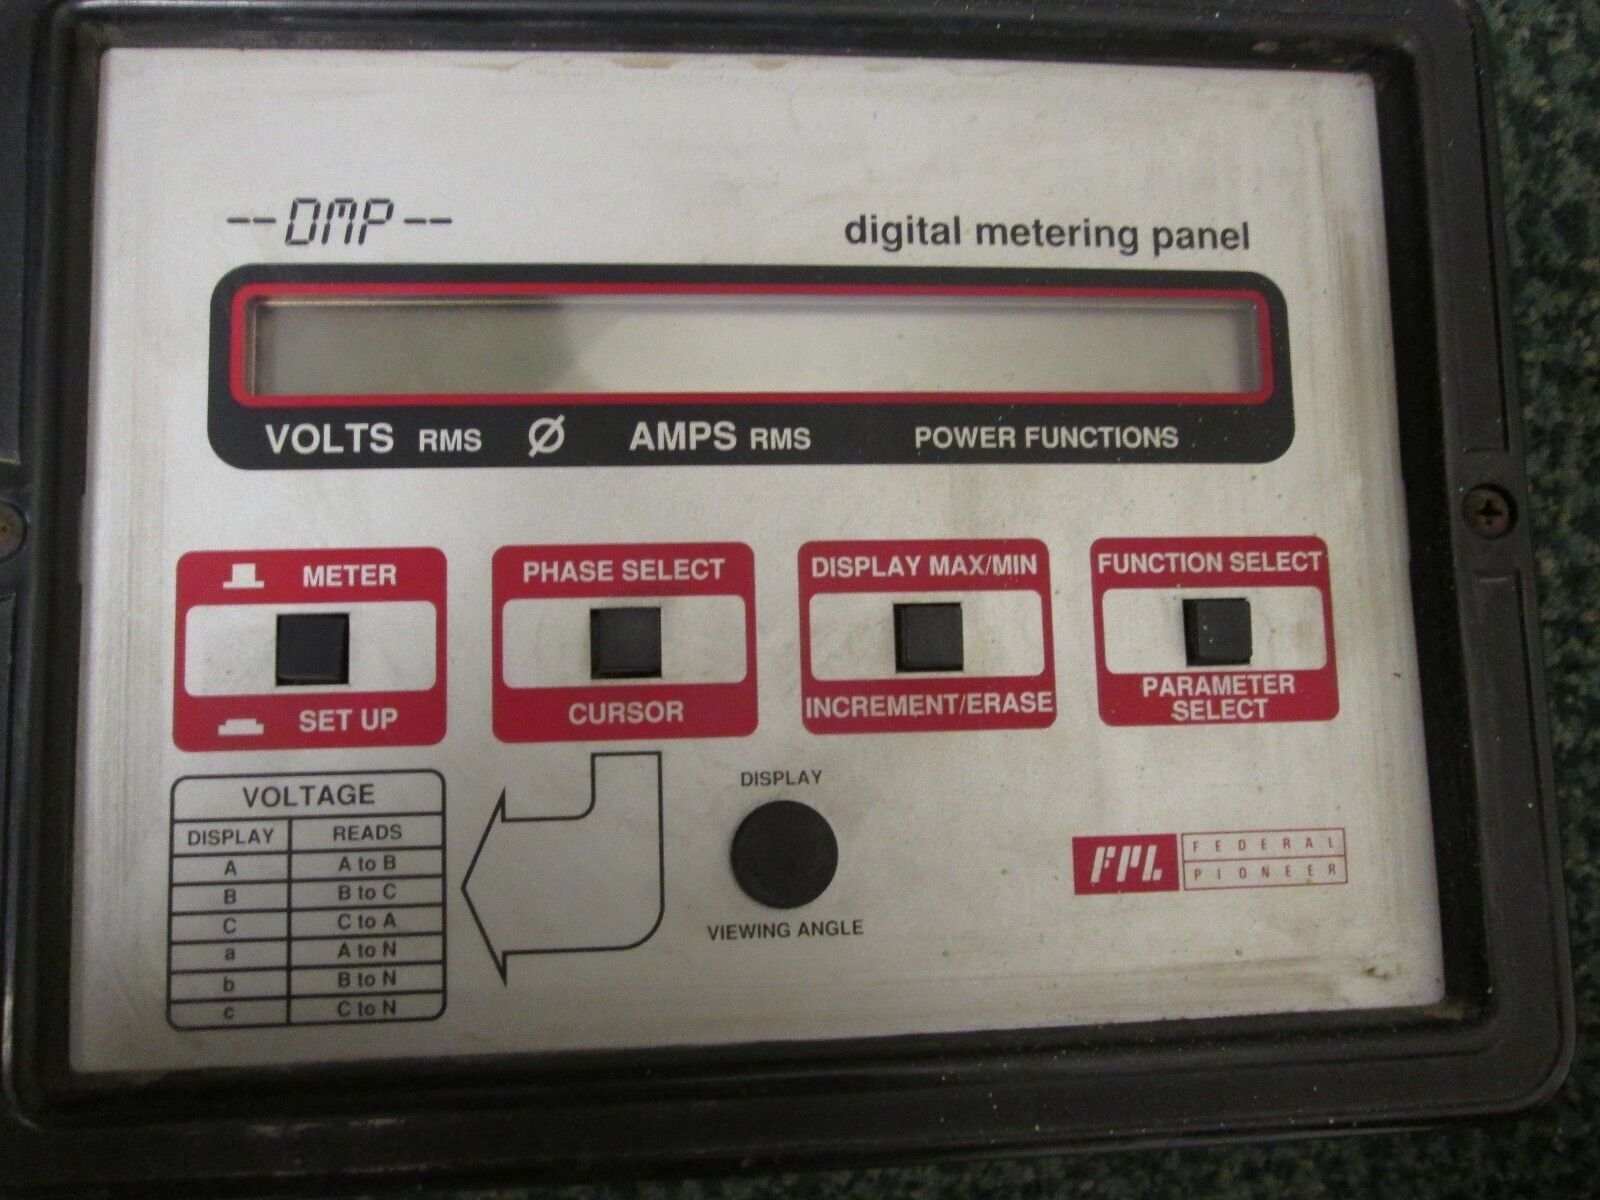 --DMP--
digital metering panel
VOLTS RMS Ø AMPS RMS POWER FUNCTIONS
METER
SET UP
PHASE SELECT
CURSOR
DISPLAY MAX/MIN
INCREMENT/ERASE
FUNCTION SELECT
PARAMETER
SELECT
VOLTAGE
DISPLAY READS
A A to B
B B to C
C C to A
a A to N
b B to N
c C to N
DISPLAY
VIEWING ANGLE
FPL FEDERAL
PIONEER